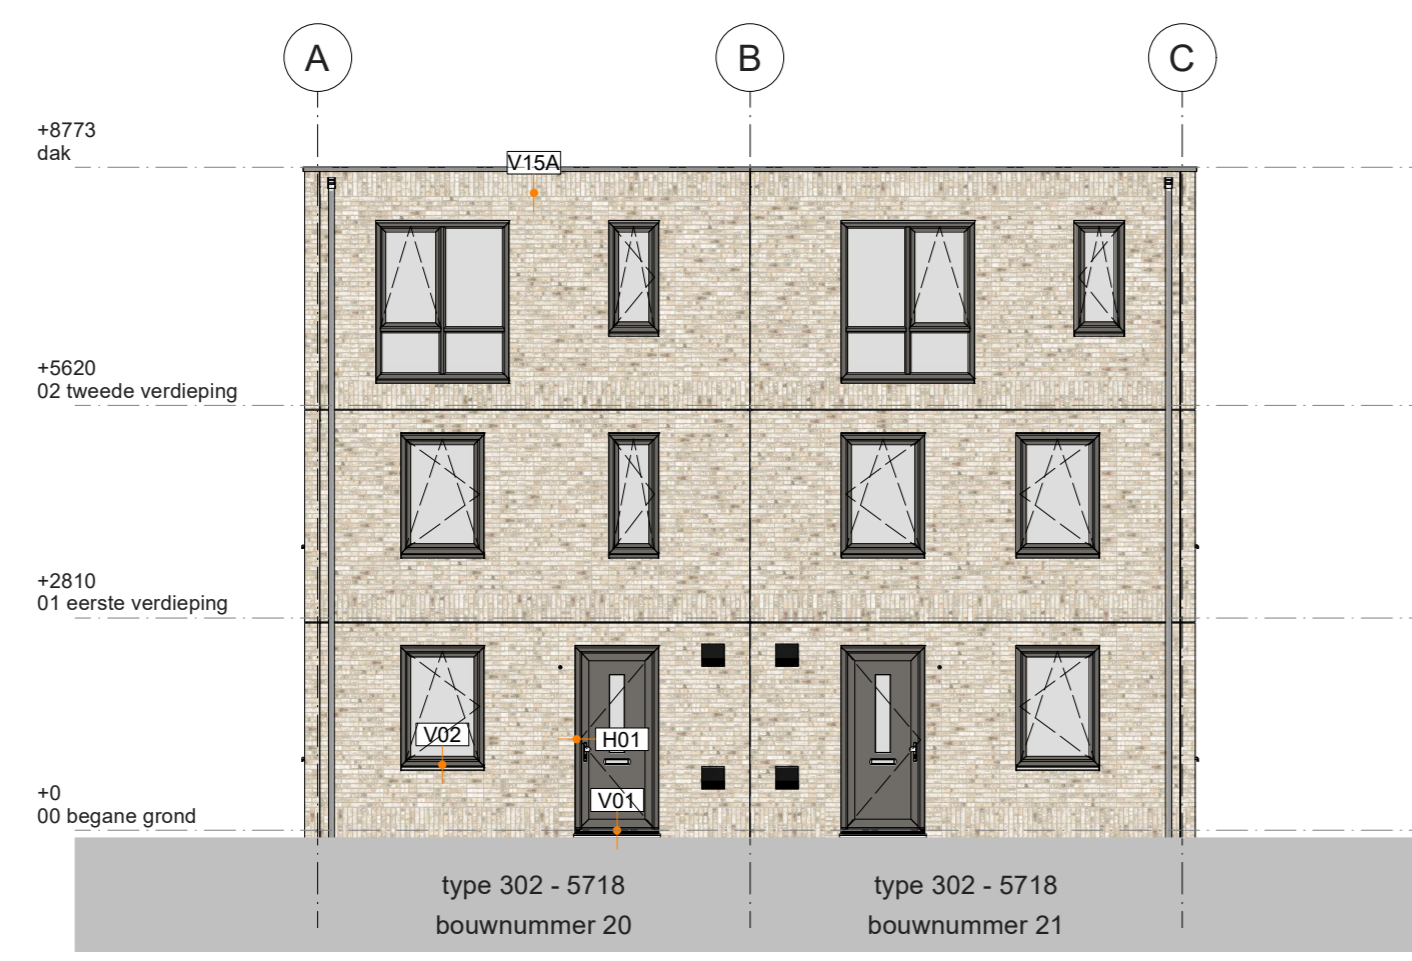 A
B
C
+8773
dak
V15A
+5620
02 tweede verdieping
+2810
01 eerste verdieping
V02
H01
V01
+0
00 begane grond
type 302 - 5718
bouwnummer 20
type 302 - 5718
bouwnummer 21